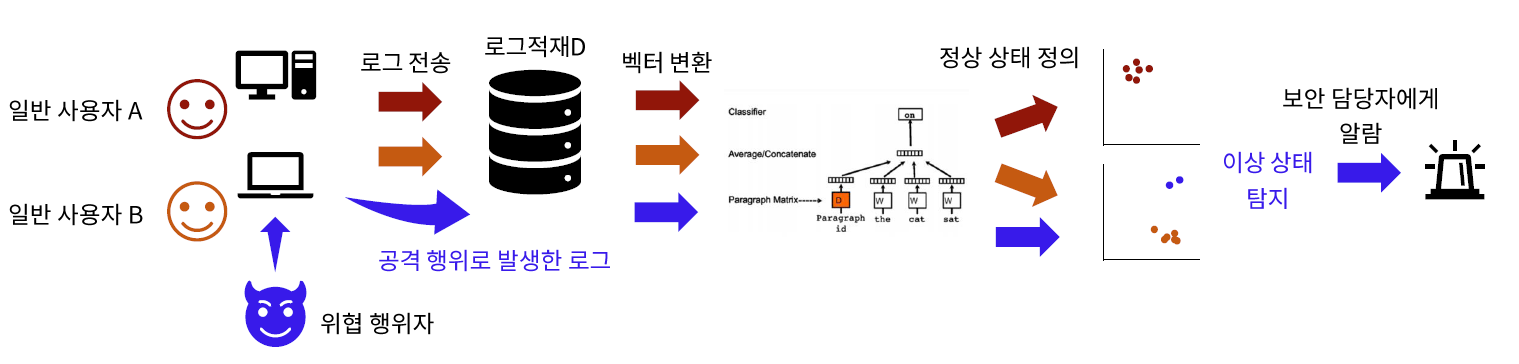 일반 사용자 A
일반 사용자 B
위협 행위자
로그 전송
공격 행위로 발생한 로그
로그적재D
벡터 변환
Classifier
on
Average/Concatenate
Paragraph Matrix
D
W
W
W
Paragraph
id
the
cat
sat
정상 상태 정의
이상 상태
탐지
보안 담당자에게
알람